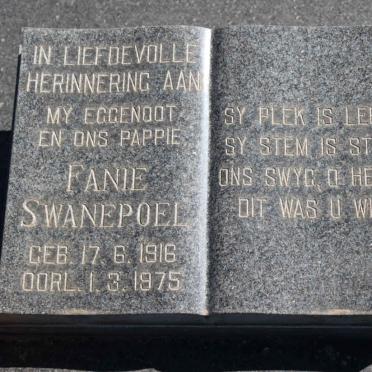 IN LIEFDEVOLLE
HERINNERING AAN
MY EGGENOOT
EN ONS PAPPIE
FANIE
SWANEPOEL
GEB. 17. 6. 1916
OORL. 1. 3. 1975
SY PLEK IS
SY STEM IS
ONS SWYG, O
DIT WAS U